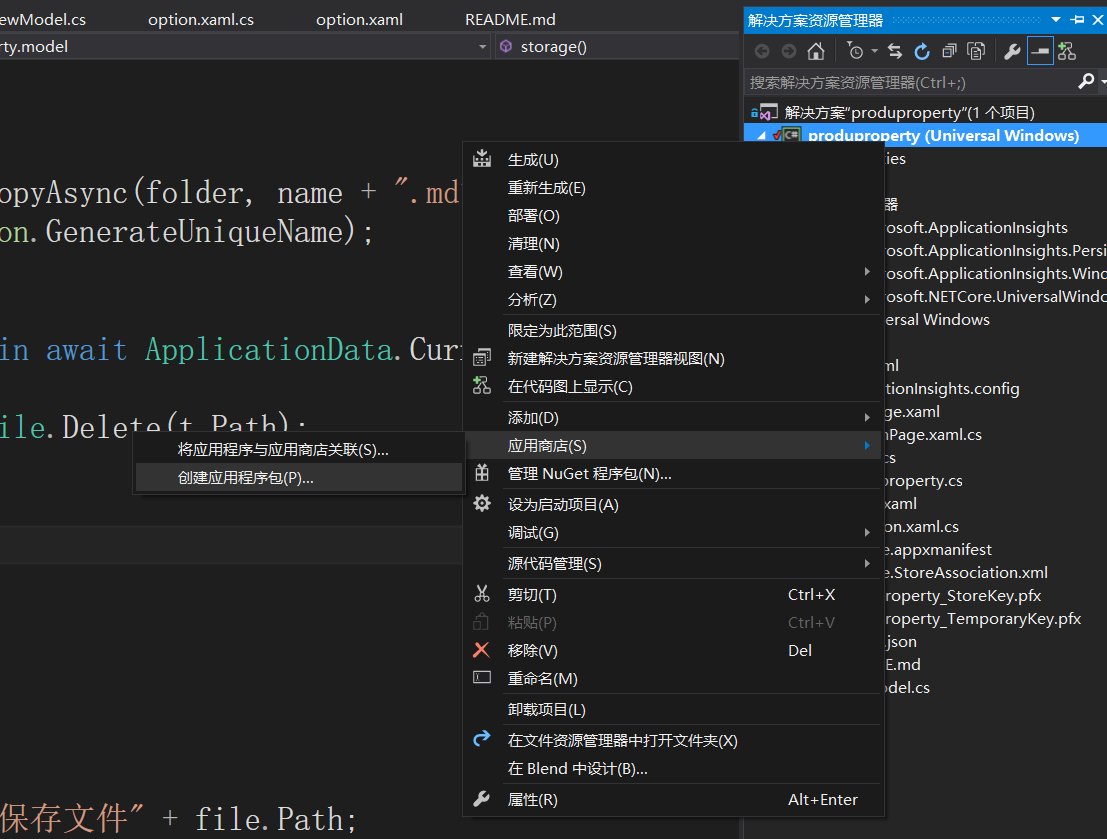 ewModel.cs option.xaml.cs option.xaml README.md
rty.model storage()
opyAsync(folder, name + ".md
on.GenerateUniqueName);
in await ApplicationData.Curr
ile.Delete(t.Path);
保存文件" + file.Path;
将应用程序与应用商店关联(S)...
创建应用程序包(P)...
生成(U)
重新生成(E)
部署(O)
清理(N)
查看(W)
分析(Z)
限定为此范围(S)
新建解决方案资源管理器视图(N)
在代码图上显示(C)
添加(D)
应用商店(S)
管理 NuGet 程序包(N)...
设为启动项目(A)
调试(G)
源代码管理(S)
剪切(T) Ctrl+X
粘贴(P) Ctrl+V
移除(V) Del
重命名(M)
卸载项目(L)
在文件资源管理器中打开文件夹(X)
在 Blend 中设计(B)...
属性(R) Alt+Enter
解决方案资源管理器
搜索解决方案资源管理器(Ctrl+;)
解决方案"produproperty"(1 个项目)
C# produproperty (Universal Windows)
ies
器
rosoft.ApplicationInsights
rosoft.ApplicationInsights.Persi
rosoft.ApplicationInsights.Wind
rosoft.NETCore.UniversalWindo
ersal Windows
ml
tionInsights.config
ge.xaml
nPage.xaml.cs
cs
property.cs
xaml
on.xaml.cs
e.appxmanifest
e.StoreAssociation.xml
roperty_StoreKey.pfx
roperty_TemporaryKey.pfx
.json
E.md
odel.cs